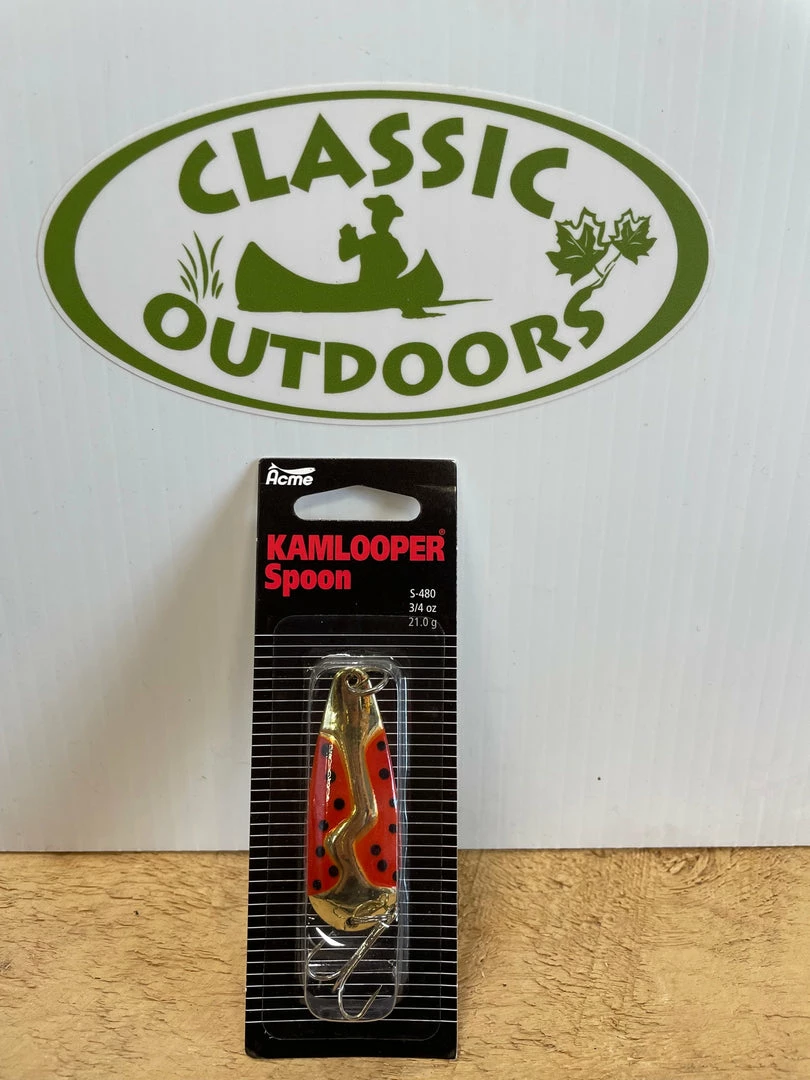 CLASSIC
OUTDOORS
Acme
KAMLOOPER®
Spoon
S-480
3/4 oz
21.0 g